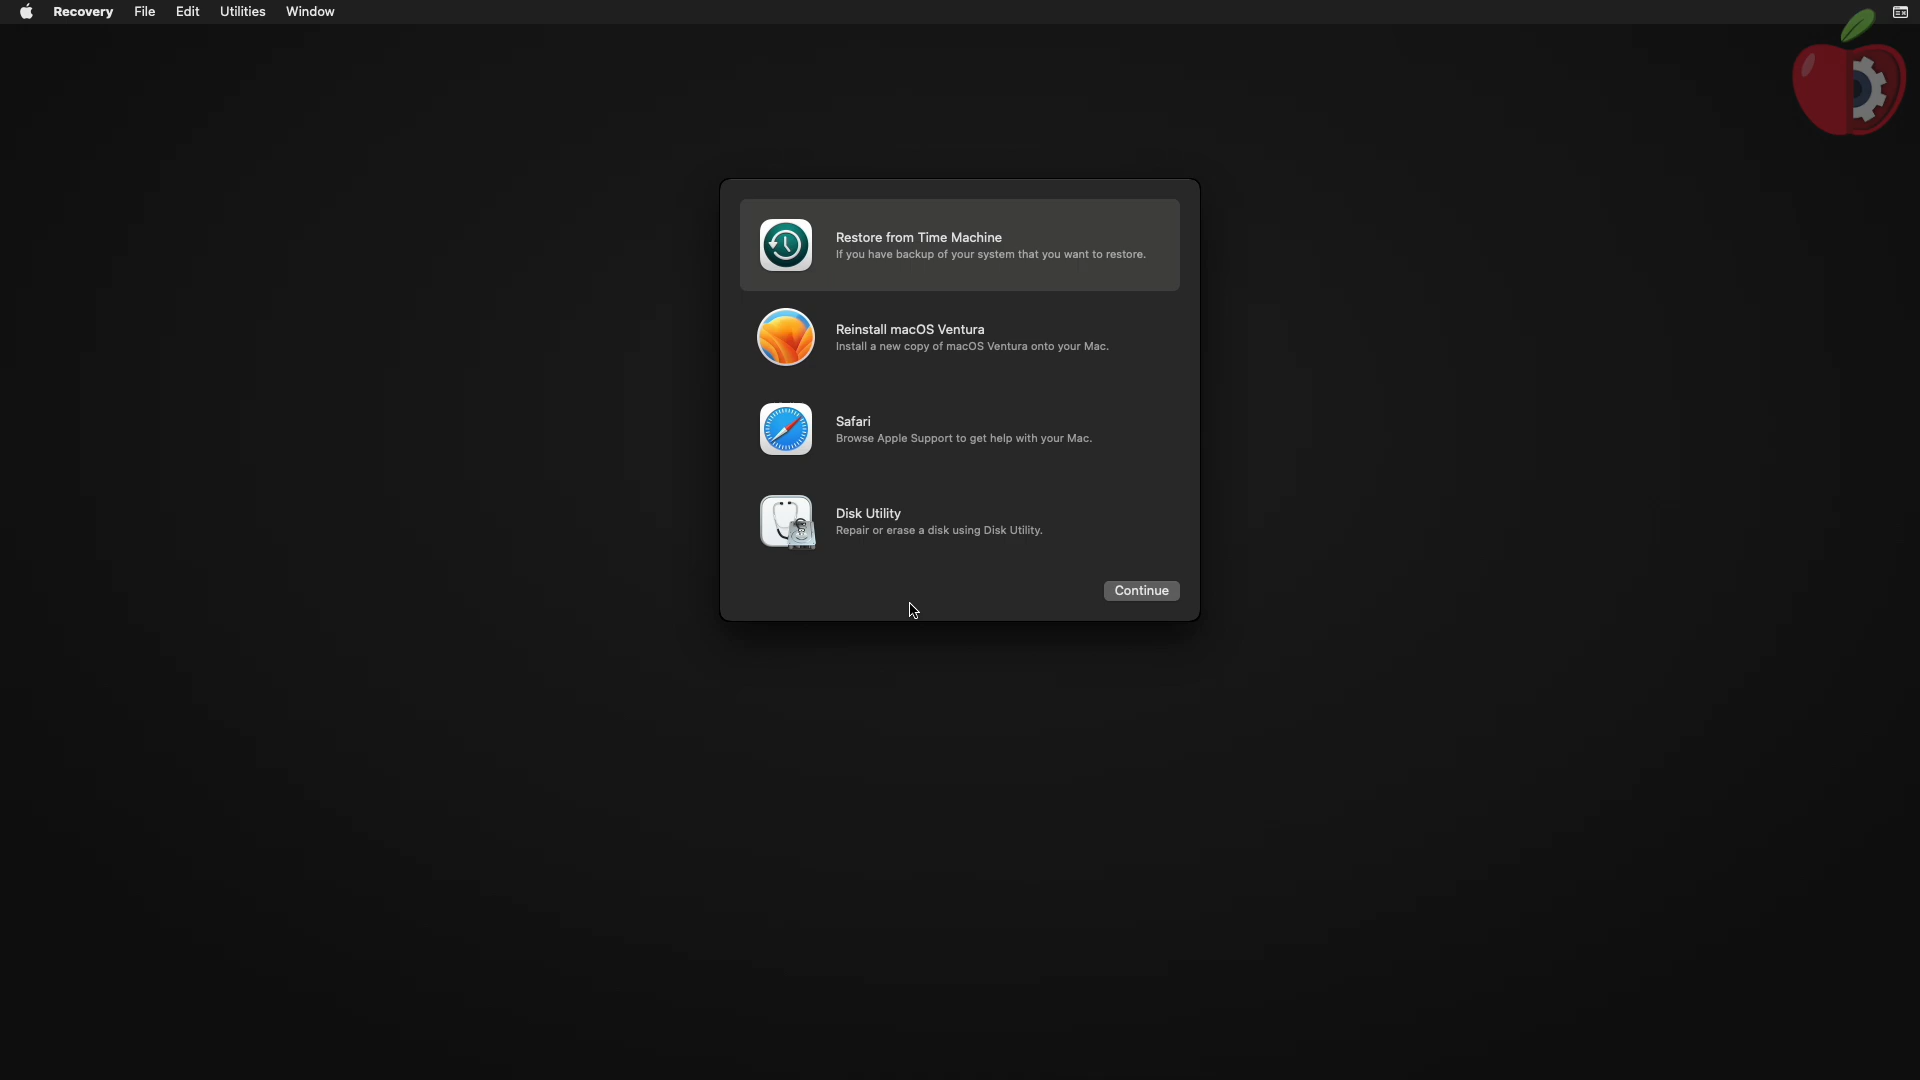 Recovery File Edit Utilities Window
Restore from Time Machine
If you have backup of your system that you want to restore.
Reinstall macOS Ventura
Install a new copy of macOS Ventura onto your Mac.
Safari
Browse Apple Support to get help with your Mac.
Disk Utility
Repair or erase a disk using Disk Utility.
Continue